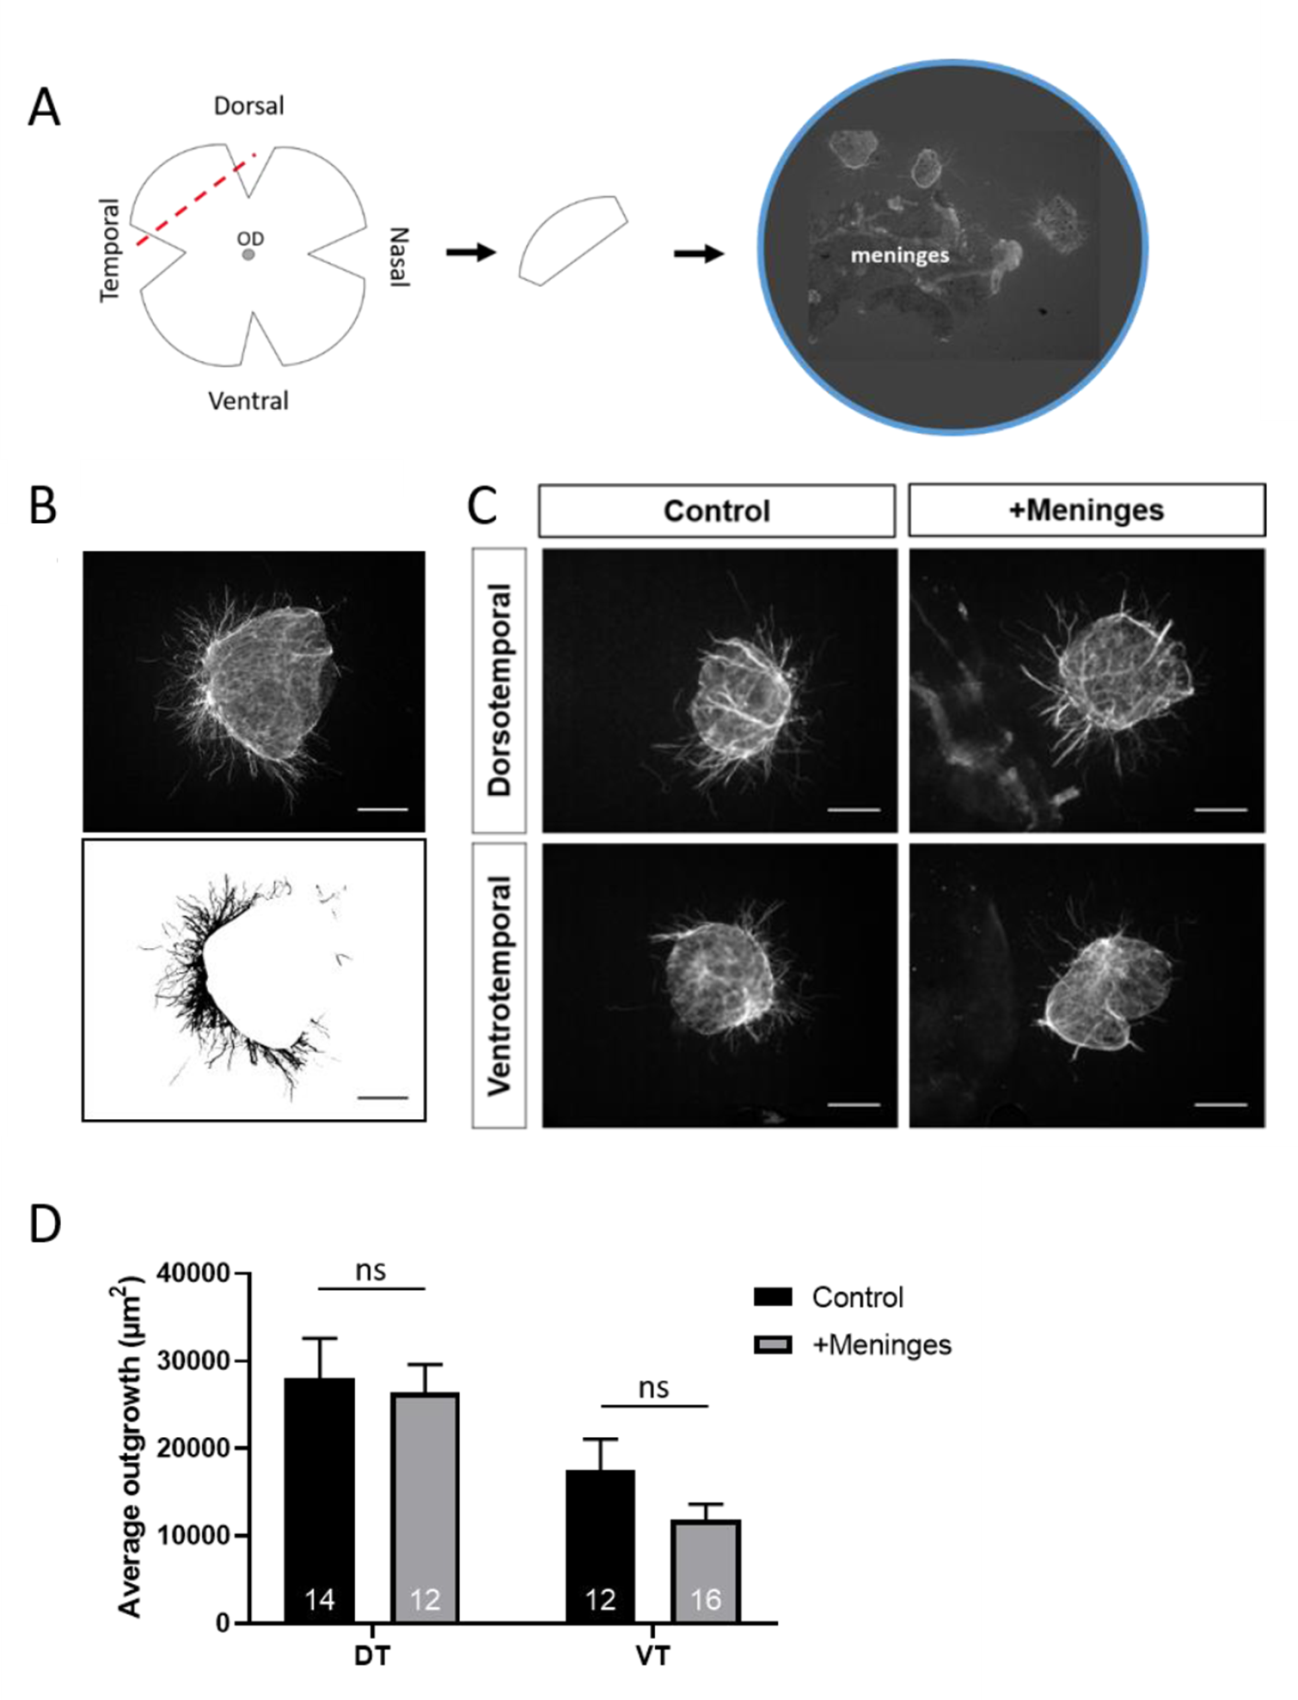 A
Dorsal
Temporal
OD
Nasal
Ventral
meninges
B
C
Control
+Meninges
Dorsotemporal
Ventrotemporal
D
Average outgrowth (µm²)
40000
30000
20000
10000
0
ns
ns
14
12
12
16
DT
VT
Control
+Meninges